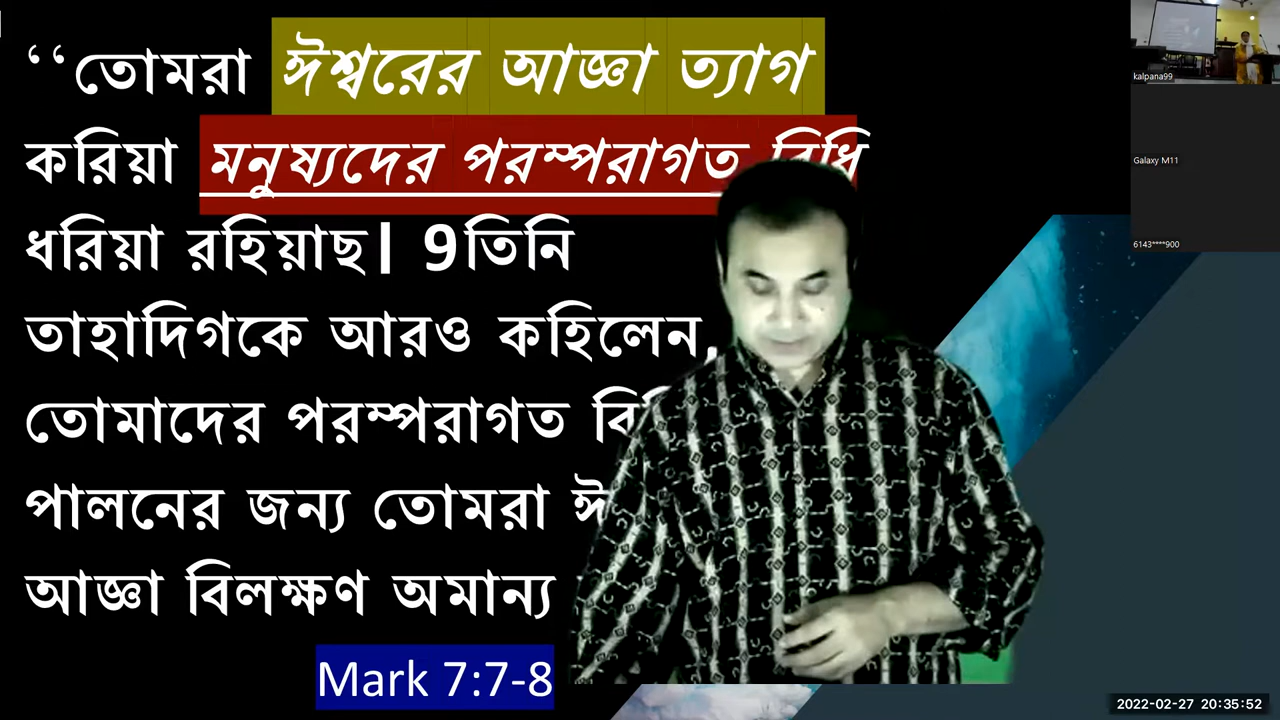 ‘‘তোমরা ঈশ্বরের আজ্ঞা ত্যাগ
করিয়া মনুষ্যদের পরম্পরাগত বিধি
ধরিয়া রহিয়াছ| 9তিনি
তাহাদিগকে আরও কহিলেন,
তোমাদের পরম্পরাগত
পালনের জন্য তোমরা
আজ্ঞা বিলক্ষণ অমান্য
Mark 7:7-8
kalpana99
Galaxy M11
6143****900
2022-02-27 20:35:52